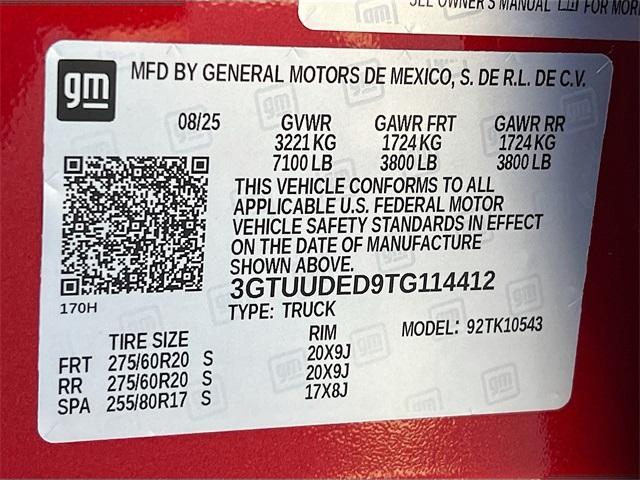 SEE OWNER'S MANUAL FOR MOR
gm MFD BY GENERAL MOTORS DE MEXICO, S. DE R.L. DE C.V.
08/25 GVWR GAWR FRT GAWR RR
3221 KG 1724 KG 1724 KG
7100 LB 3800 LB 3800 LB
THIS VEHICLE CONFORMS TO ALL
APPLICABLE U.S. FEDERAL MOTOR
VEHICLE SAFETY STANDARDS IN EFFECT
ON THE DATE OF MANUFACTURE
SHOWN ABOVE.
3GTUUDED9TG114412
170H
TYPE: TRUCK
MODEL: 92TK10543
TIRE SIZE RIM
FRT 275/60R20 S 20X9J
RR 275/60R20 S 20X9J
SPA 255/80R17 S 17X8J